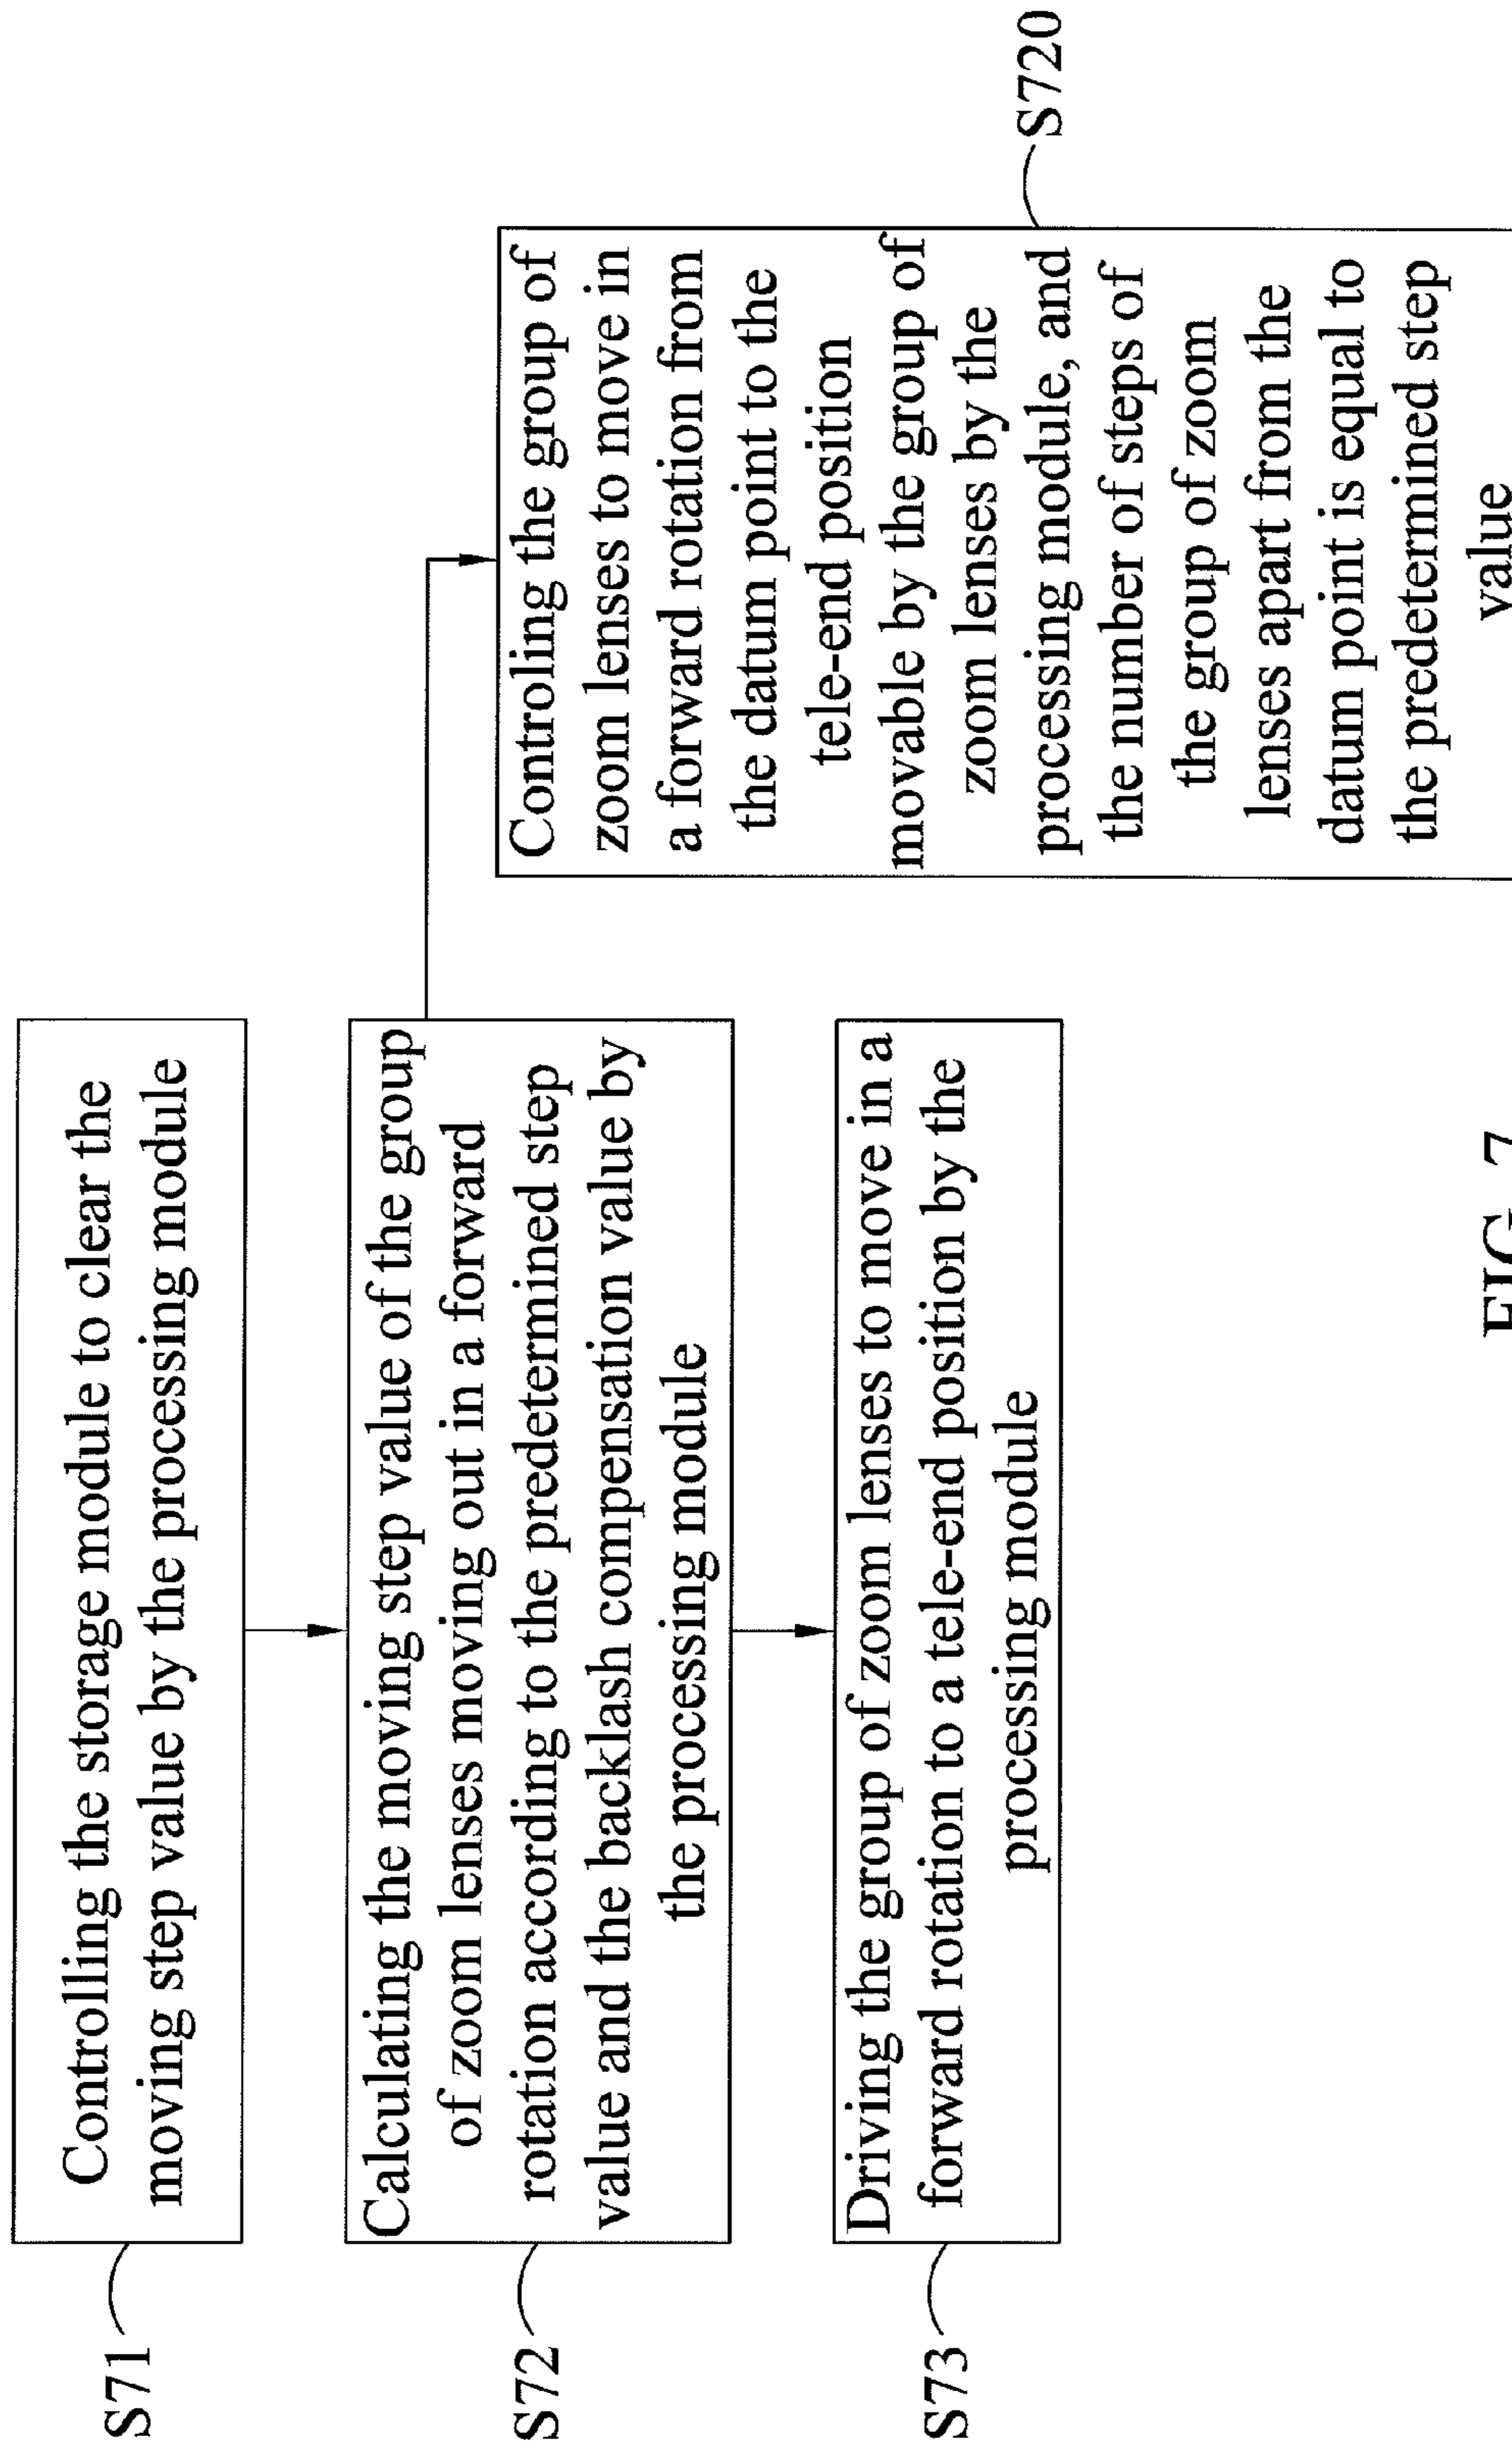 S71
Controlling the storage module to clear the
moving step value by the processing module
S72
Calculating the moving step value of the group
of zoom lenses moving out in a forward
rotation according to the predetermined step
value and the backlash compensation value by
the processing module
S73
Driving the group of zoom lenses to move in a
forward rotation to a tele-end position by the
processing module
Controlling the group of
zoom lenses to move in
a forward rotation from
the datum point to the
tele-end position
movable by the group of
zoom lenses by the
processing module, and
the number of steps of
the group of zoom
lenses apart from the
datum point is equal to
the predetermined step
value
S720
FIG. 7